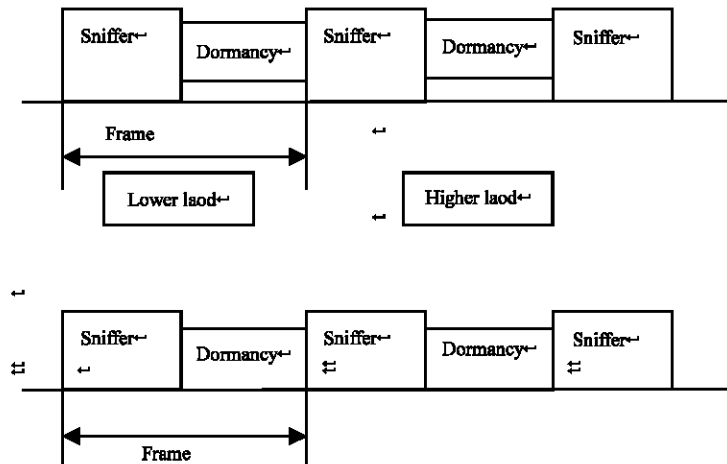 Sniffer↵ Dormancy↵ Sniffer↵ Dormancy↵ Sniffer↵
Frame ↵
Lower laod↵ Higher laod↵
↵
↵
Sniffer↵ Dormancy↵ Sniffer↵ Dormancy↵ Sniffer↵
↵↵ ↵ ↵↵ ↵↵
Frame